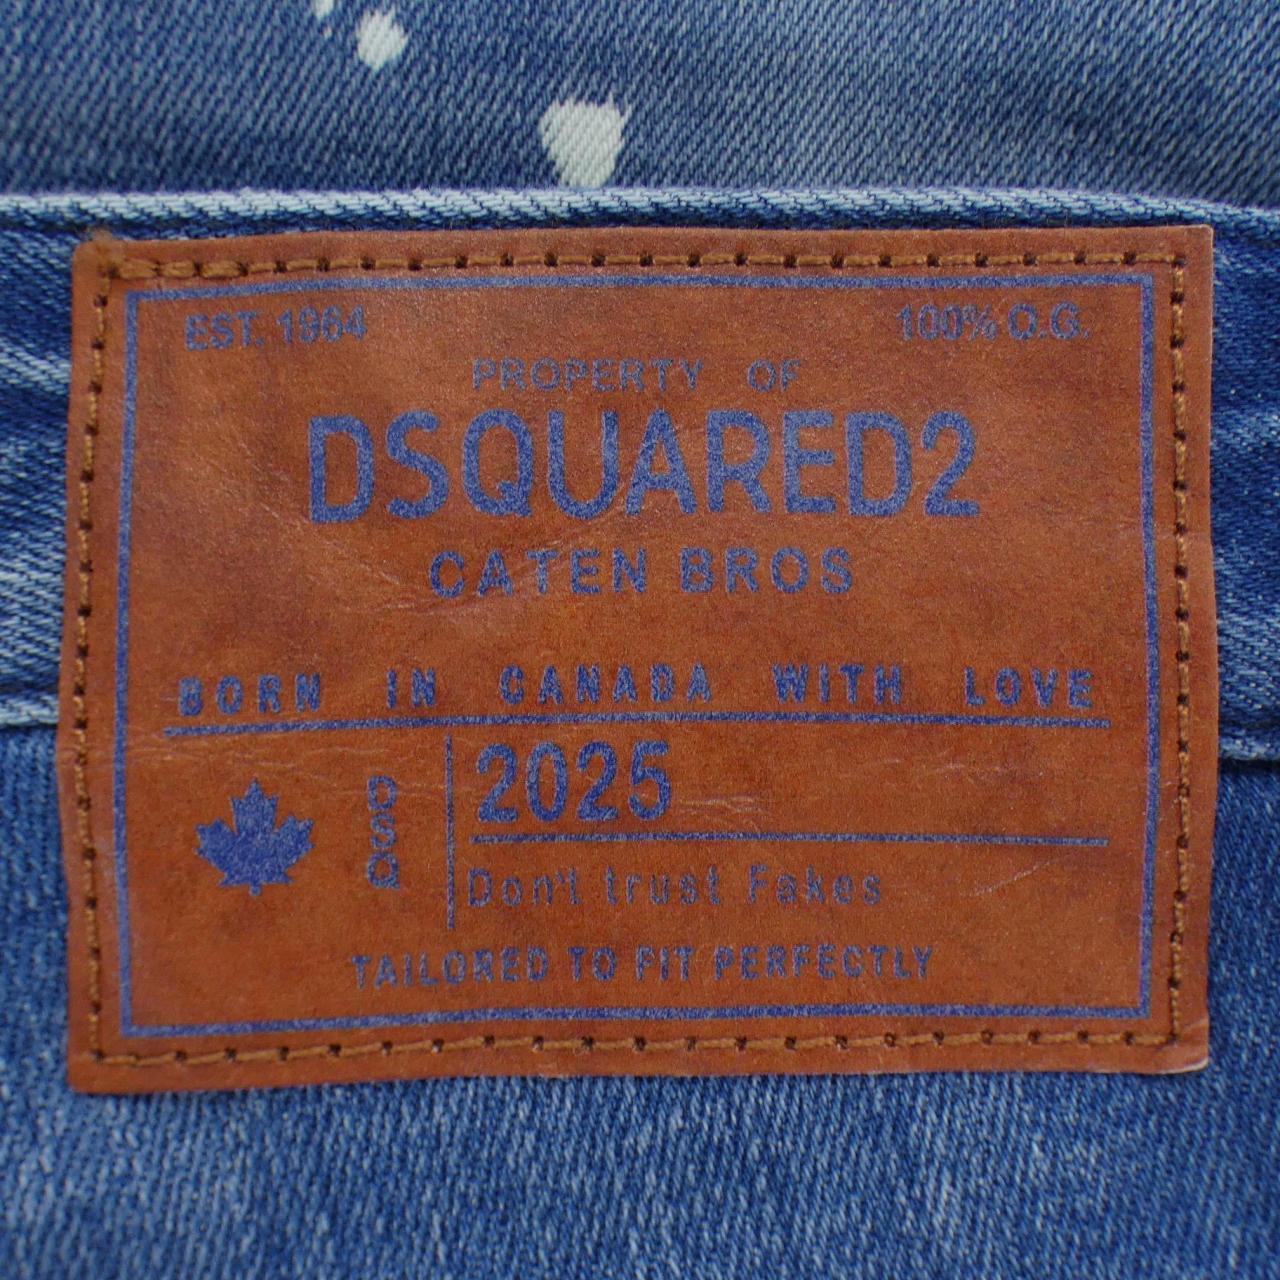 EST. 1964 100% O.G.
PROPERTY OF
DSQUARED2
CATEN BROS
BORN IN CANADA WITH LOVE
DSQ
2025
Don't trust Fakes
TAILORED TO FIT PERFECTLY